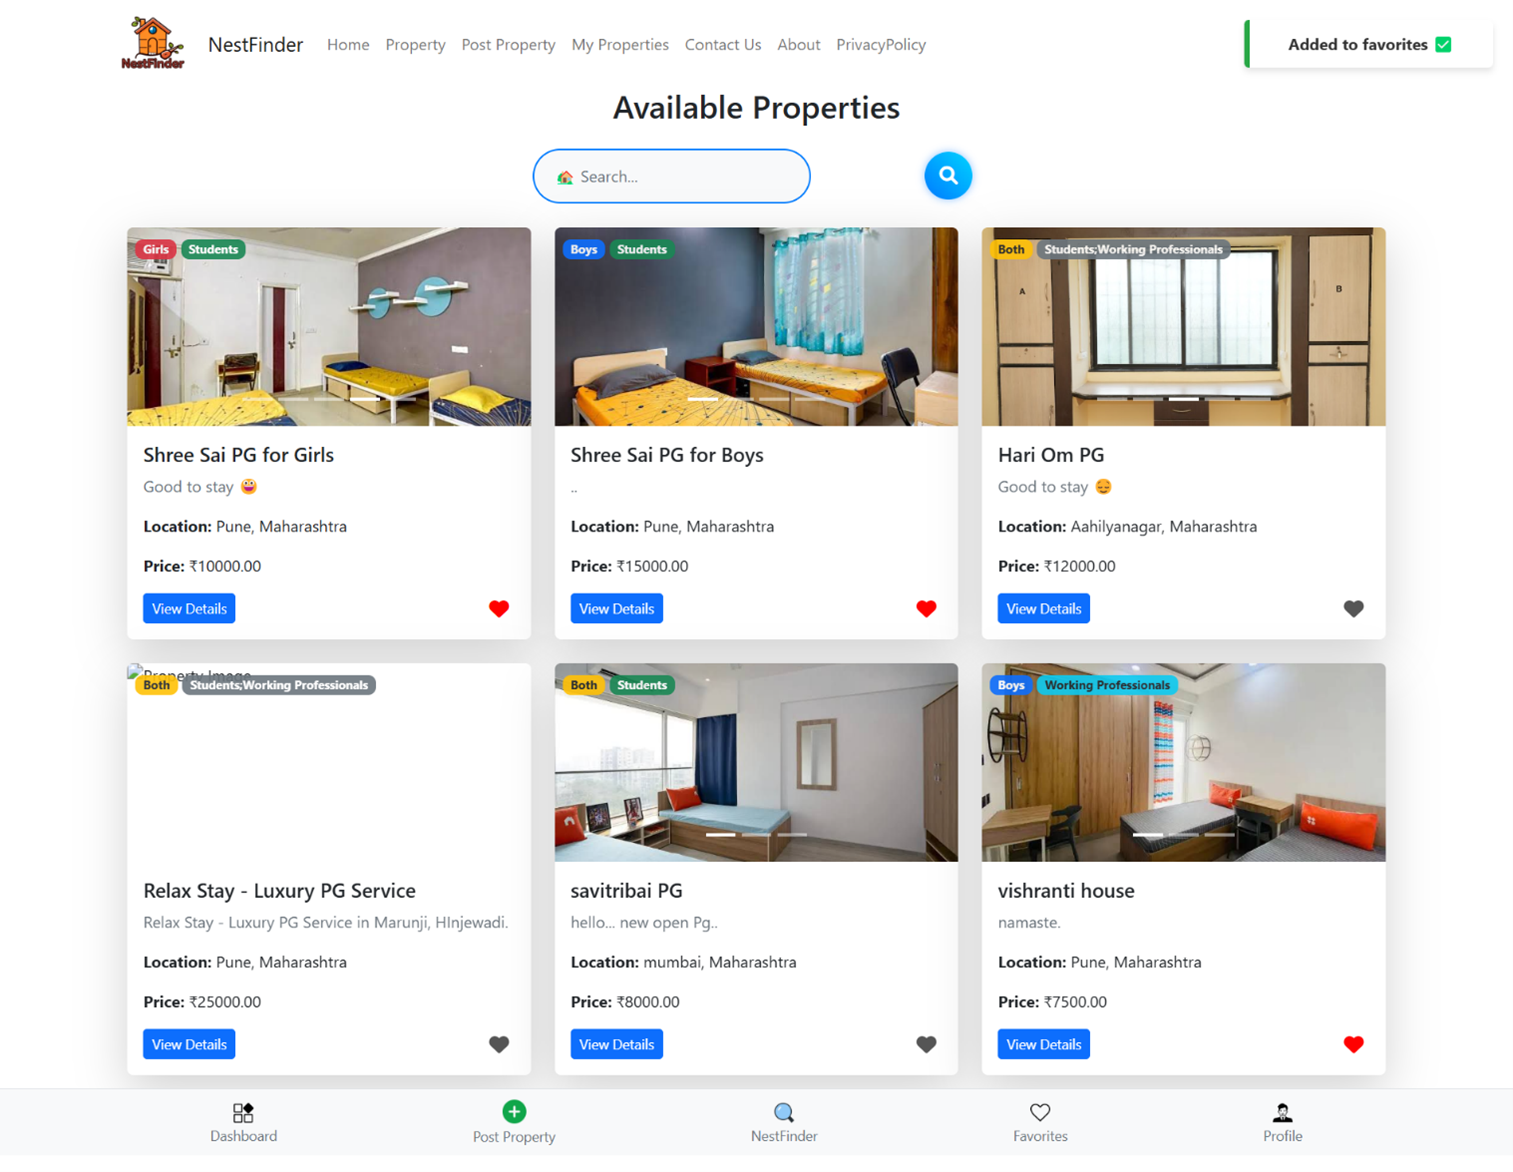 NestFinder
NestFinder Home Property Post Property My Properties Contact Us About PrivacyPolicy
Added to favorites ✅
Available Properties
🏡 Search...
Girls Students
Shree Sai PG for Girls
Good to stay 😀
Location: Pune, Maharashtra
Price: ₹10000.00
View Details
Boys Students
Shree Sai PG for Boys
..
Location: Pune, Maharashtra
Price: ₹15000.00
View Details
Both Students;Working Professionals
A
B
Hari Om PG
Good to stay 😌
Location: Aahilyanagar, Maharashtra
Price: ₹12000.00
View Details
Property Image
Both Students;Working Professionals
Relax Stay - Luxury PG Service
Relax Stay - Luxury PG Service in Marunji, HInjewadi.
Location: Pune, Maharashtra
Price: ₹25000.00
View Details
Both Students
savitribai PG
hello... new open Pg..
Location: mumbai, Maharashtra
Price: ₹8000.00
View Details
Boys Working Professionals
vishranti house
namaste.
Location: Pune, Maharashtra
Price: ₹7500.00
View Details
Dashboard
Post Property
NestFinder
Favorites
Profile